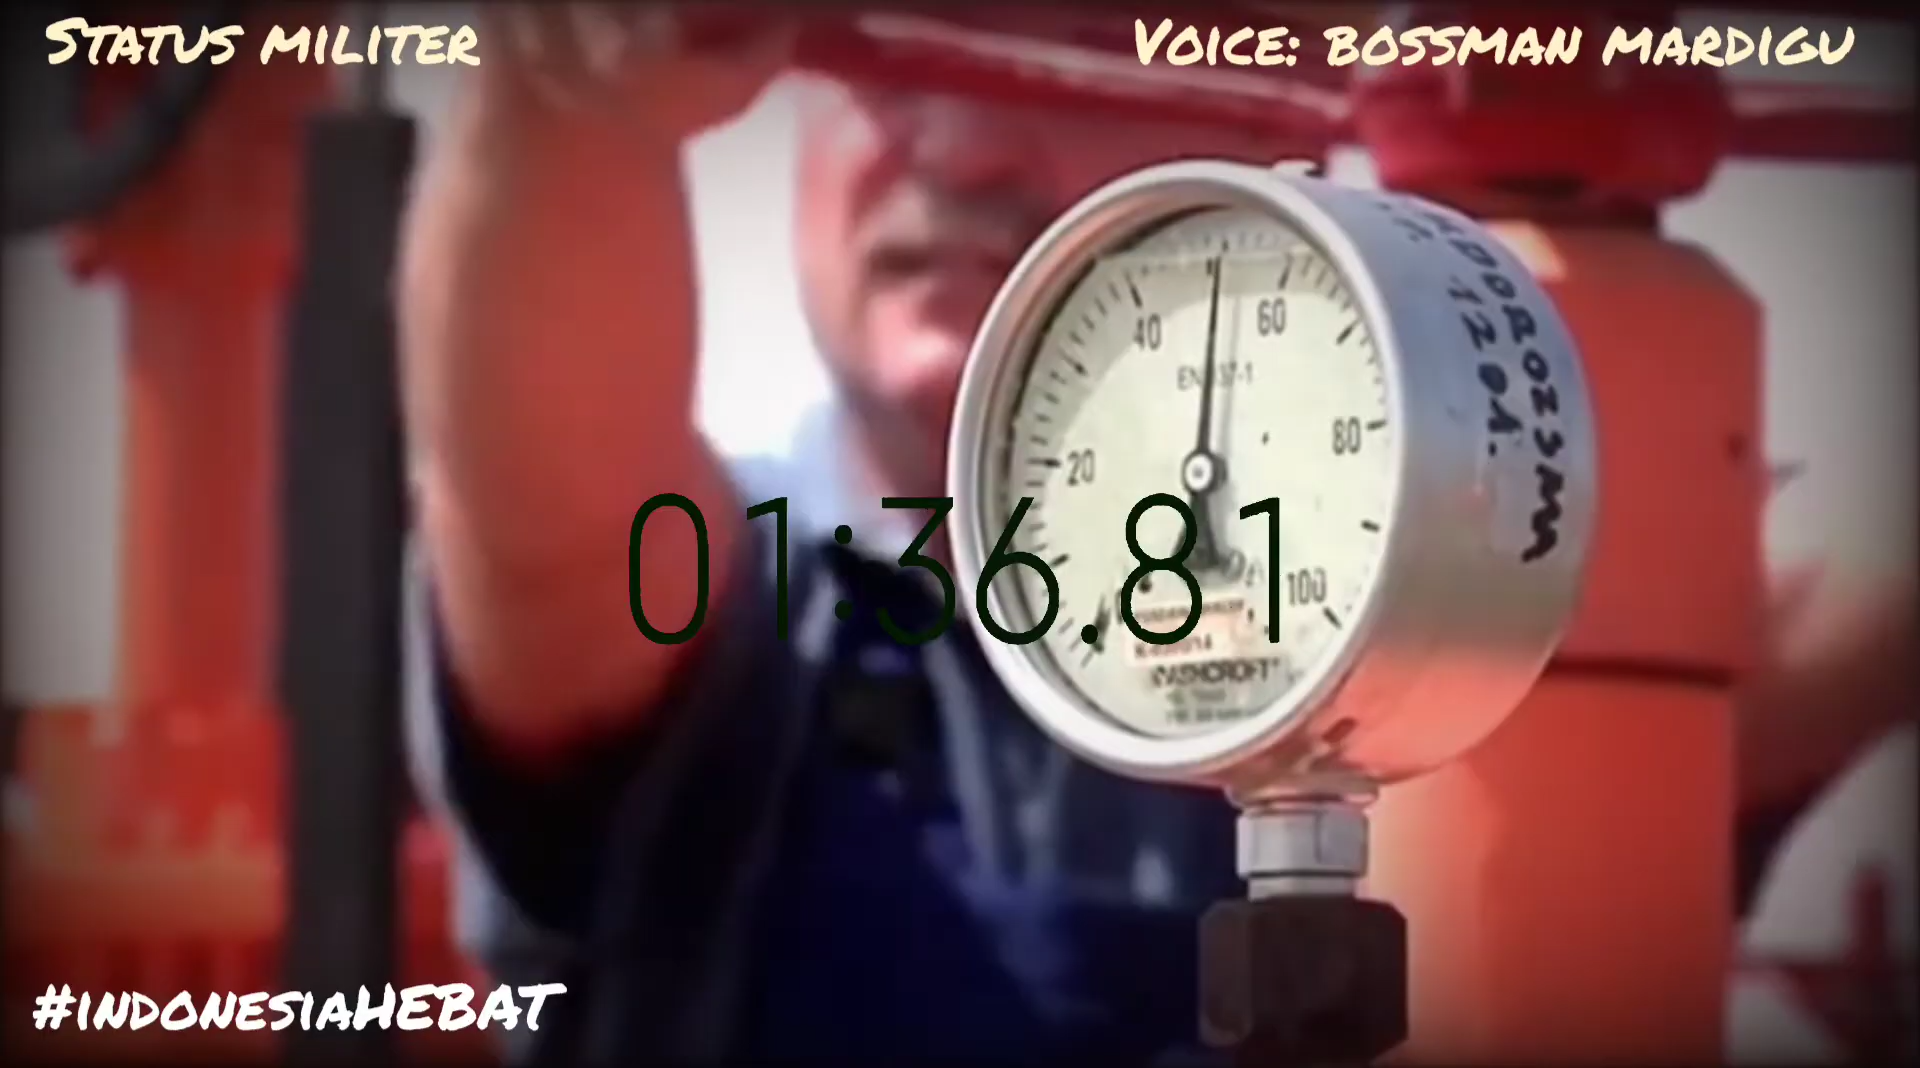 STATUS MILITER
VOICE: BOSSMAN MARDIGU
40
60
20
80
100
01:36.81
ASHCROFT
#INDONESIAHEBAT